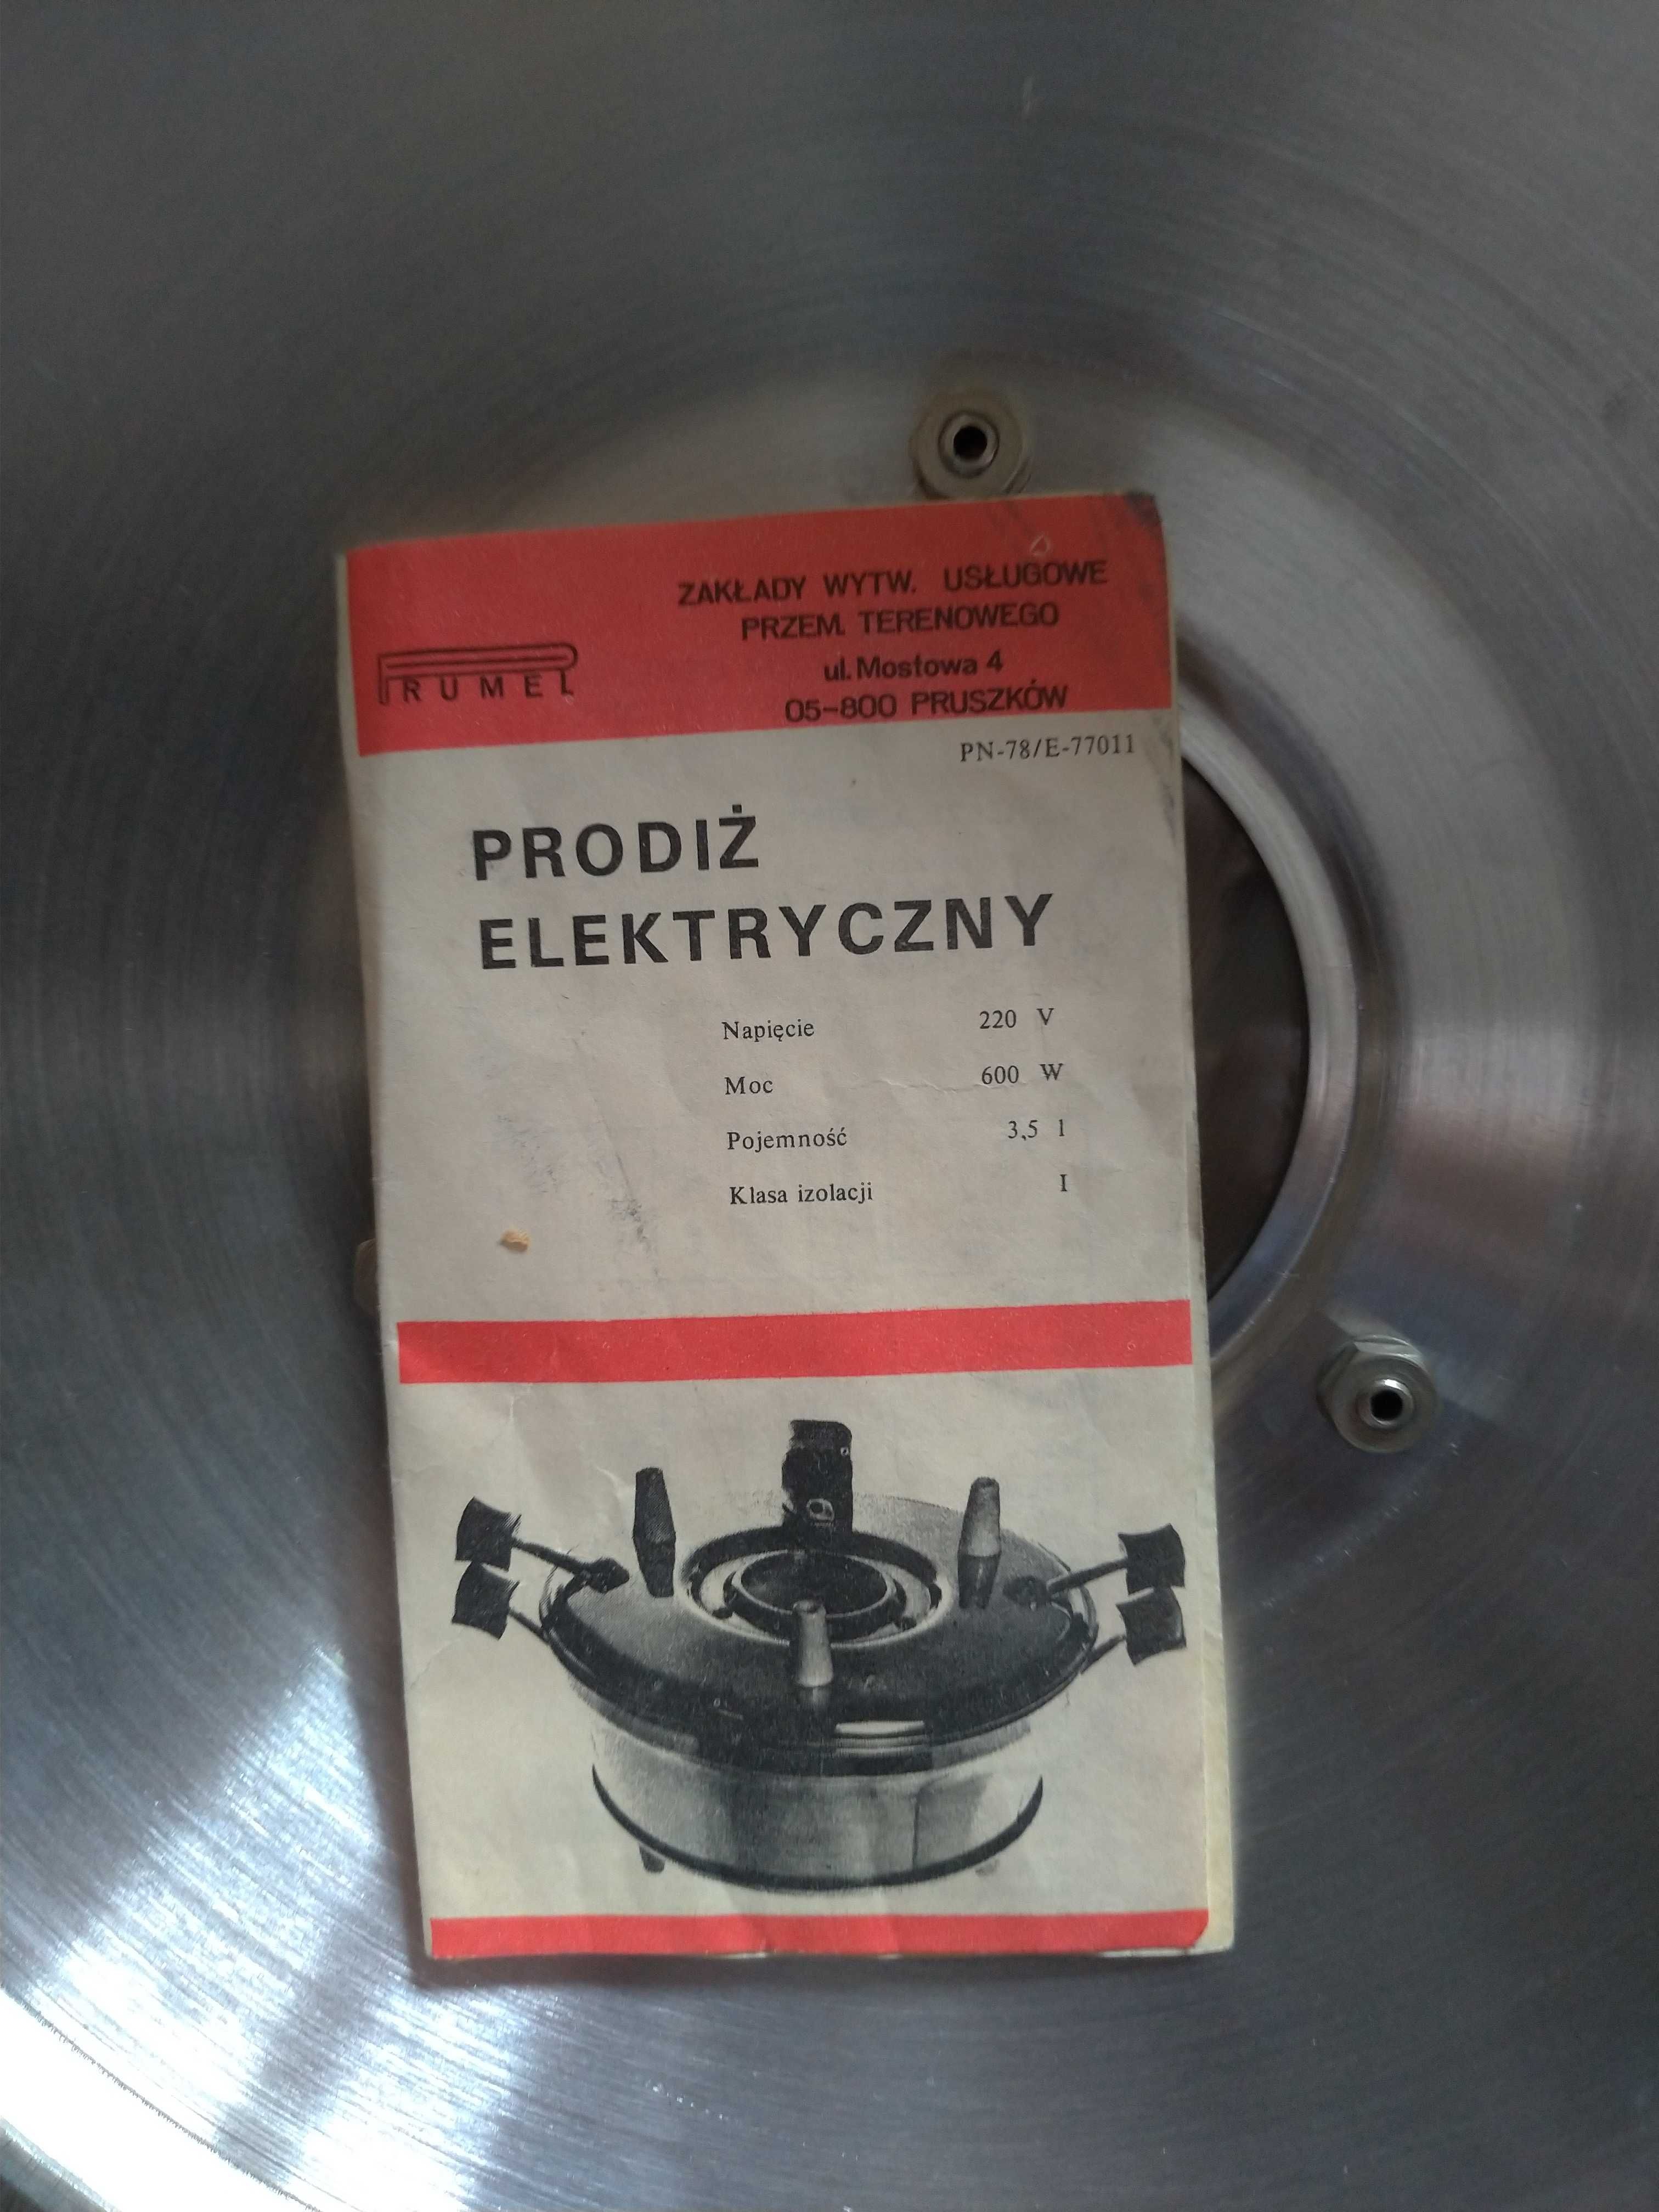 PRUMEL
ZAKŁADY WYTW. USŁUGOWE
PRZEM. TERENOWEGO
ul. Mostowa 4
05-800 PRUSZKÓW
PN-78/E-77011
PRODIŻ
ELEKTRYCZNY
Napięcie 220 V
Moc 600 W
Pojemność 3,5 l
Klasa izolacji I